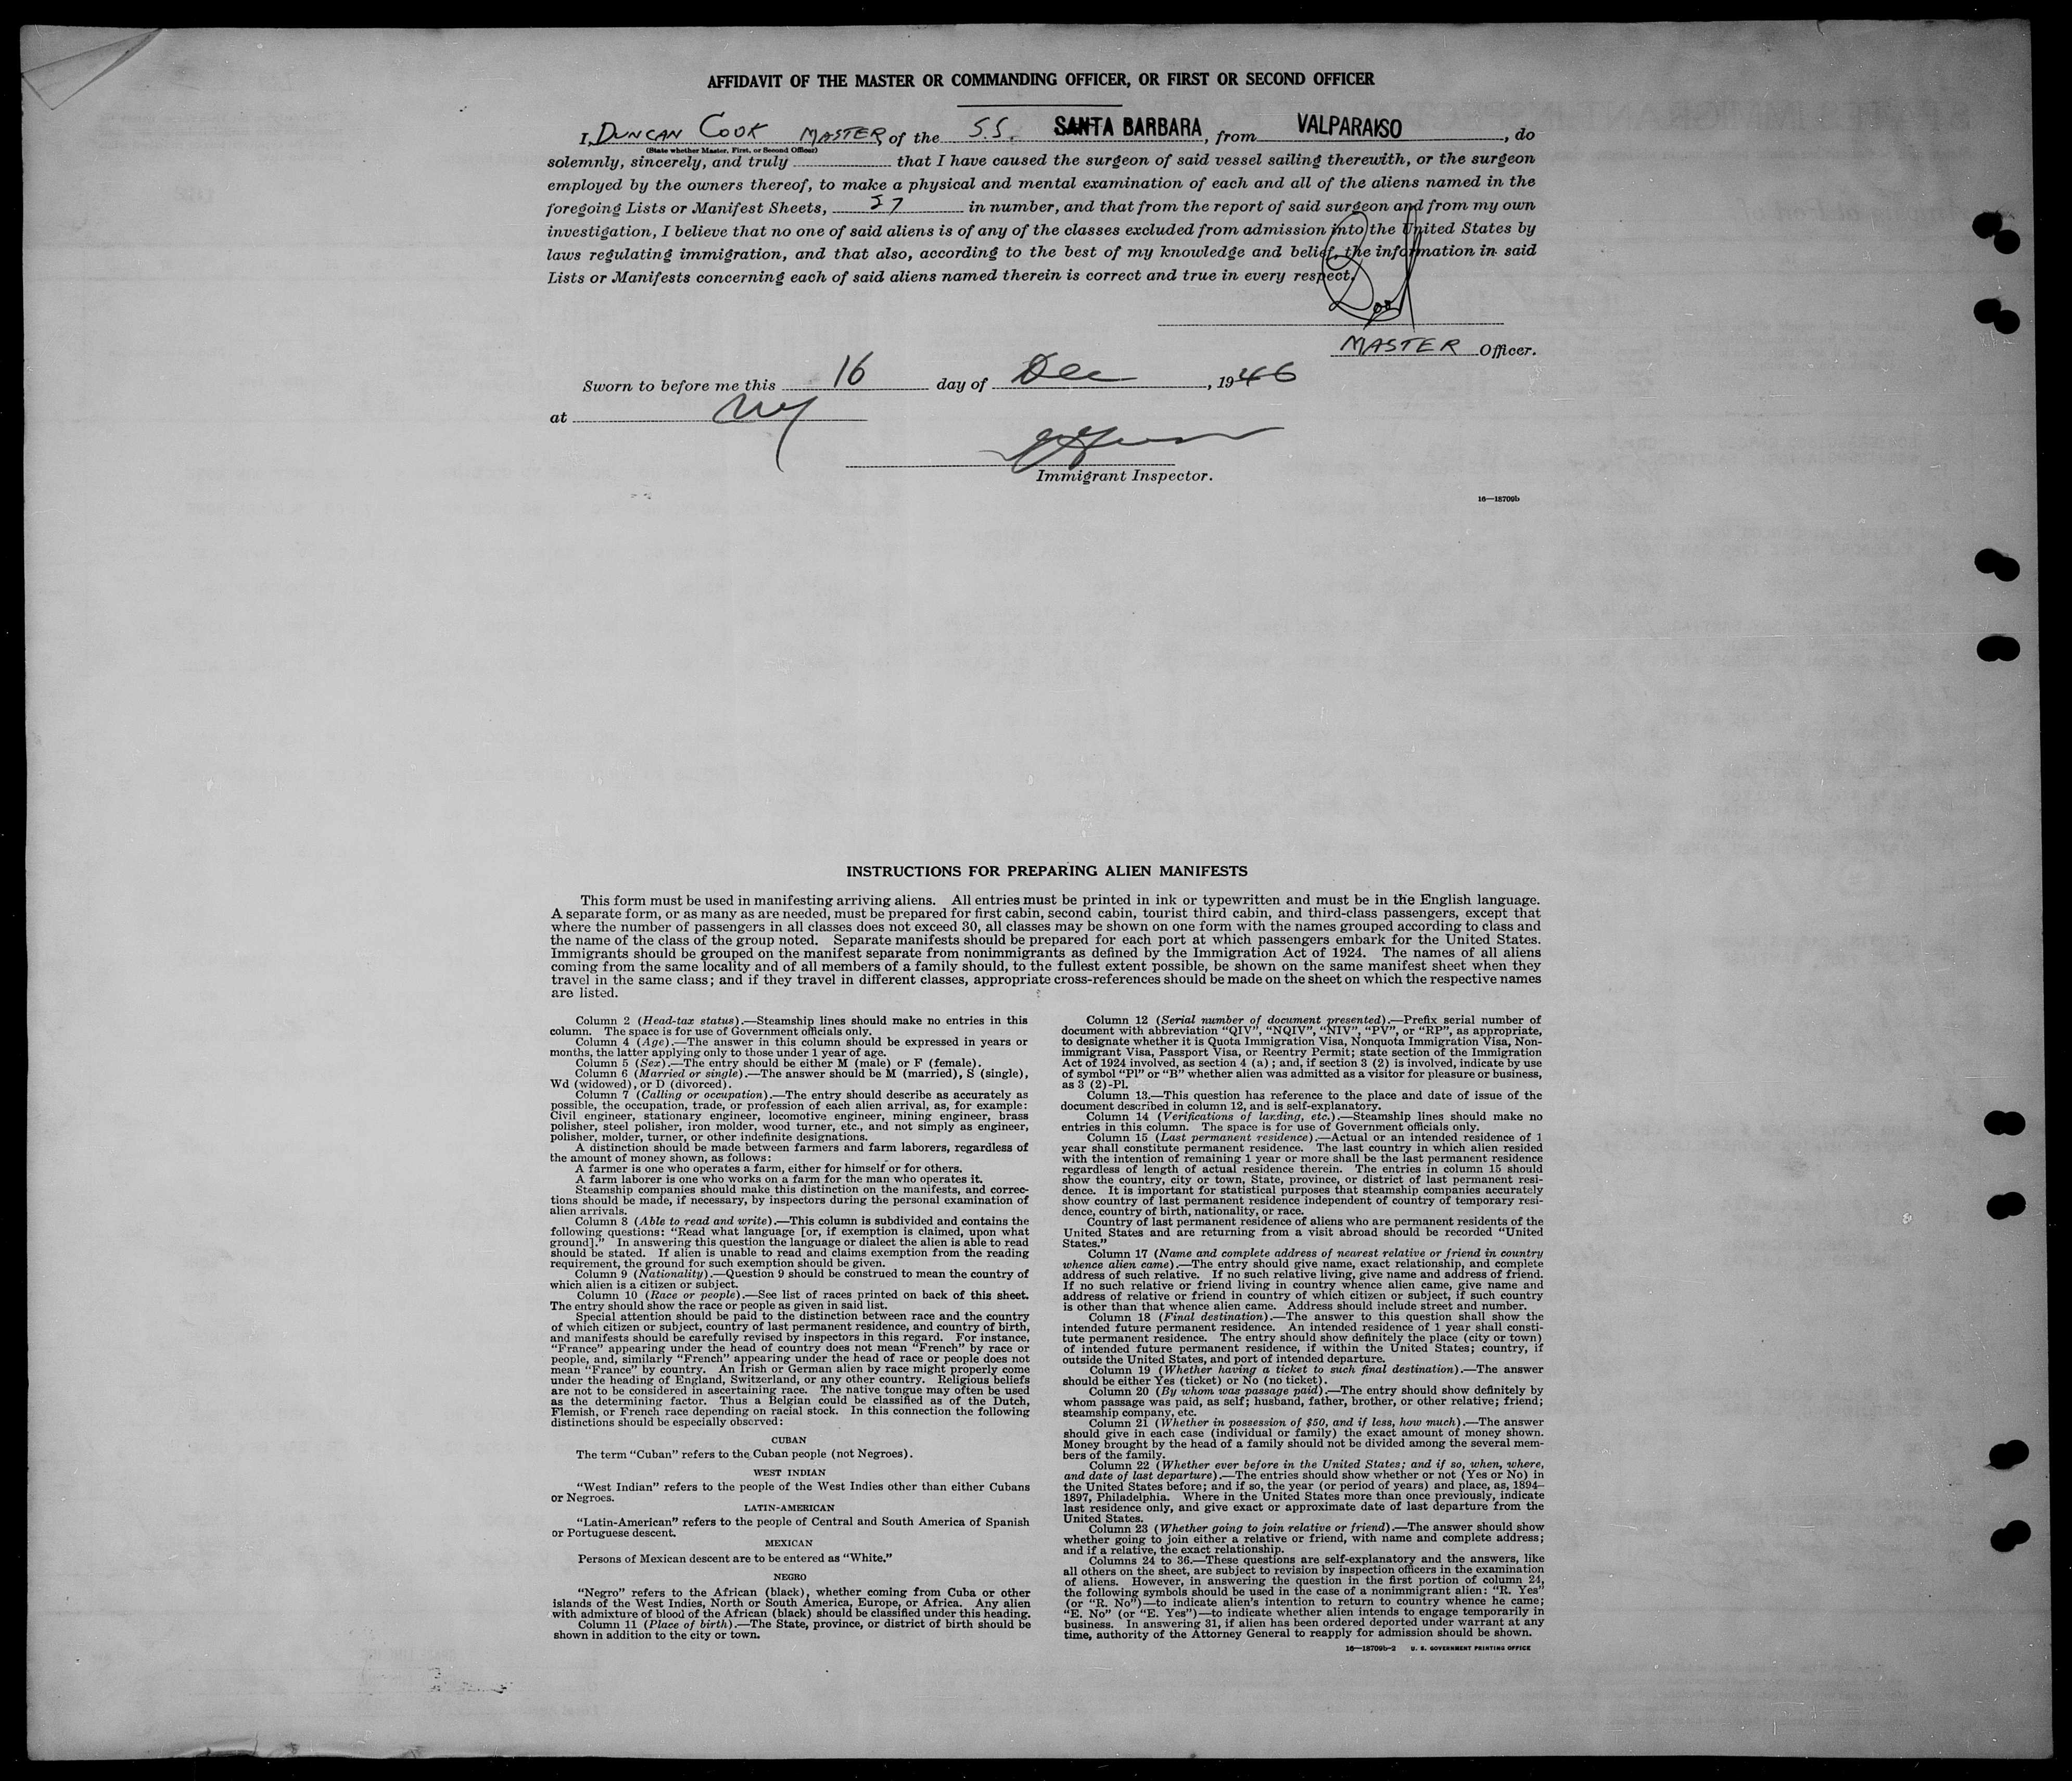 AFFIDAVIT OF THE MASTER OR COMMANDING OFFICER, OR FIRST OR SECOND OFFICER
I, DUNCAN COOK MASTER of the S.S. SANTA BARBARA, from VALPARAISO, do
(State whether Master, First, or Second Officer)
solemnly, sincerely, and truly that I have caused the surgeon of said vessel sailing therewith, or the surgeon
employed by the owners thereof, to make a physical and mental examination of each and all of the aliens named in the
foregoing Lists or Manifest Sheets, 57 in number, and that from the report of said surgeon and from my own
investigation, I believe that no one of said aliens is of any of the classes excluded from admission into the United States by
laws regulating immigration, and that also, according to the best of my knowledge and belief, the information in said
Lists or Manifests concerning each of said aliens named therein is correct and true in every respect.
MASTER Officer.
Sworn to before me this 16 day of Dec, 1946
at NY
Immigrant Inspector.
16—18709b
INSTRUCTIONS FOR PREPARING ALIEN MANIFESTS
This form must be used in manifesting arriving aliens. All entries must be printed in ink or typewritten and must be in the English language.
A separate form, or as many as are needed, must be prepared for first cabin, second cabin, tourist third cabin, and third-class passengers, except that
where the number of passengers in all classes does not exceed 30, all classes may be shown on one form with the names grouped according to class and
the name of the class of the group noted. Separate manifests should be prepared for each port at which passengers embark for the United States.
Immigrants should be grouped on the manifest separate from nonimmigrants as defined by the Immigration Act of 1924. The names of all aliens
coming from the same locality and of all members of a family should, to the fullest extent possible, be shown on the same manifest sheet when they
travel in the same class; and if they travel in different classes, appropriate cross-references should be made on the sheet on which the respective names
are listed.
Column 2 (Head-tax status).—Steamship lines should make no entries in this
column. The space is for use of Government officials only.
Column 4 (Age).—The answer in this column should be expressed in years or
months, the latter applying only to those under 1 year of age.
Column 5 (Sex).—The entry should be either M (male) or F (female).
Column 6 (Married or single).—The answer should be M (married), S (single),
Wd (widowed), or D (divorced).
Column 7 (Calling or occupation).—The entry should describe as accurately as
possible, the occupation, trade, or profession of each alien arrival, as, for example:
Civil engineer, stationary engineer, locomotive engineer, mining engineer, brass
polisher, steel polisher, iron molder, wood turner, etc., and not simply as engineer,
polisher, molder, turner, or other indefinite designations.
A distinction should be made between farmers and farm laborers, regardless of
the amount of money shown, as follows:
A farmer is one who operates a farm, either for himself or for others.
A farm laborer is one who works on a farm for the man who operates it.
Steamship companies should make this distinction on the manifests, and correc-
tions should be made, if necessary, by inspectors during the personal examination of
alien arrivals.
Column 8 (Able to read and write).—This column is subdivided and contains the
following questions: “Read what language [or, if exemption is claimed, upon what
ground].” In answering this question the language or dialect the alien is able to read
should be stated. If alien is unable to read and claims exemption from the reading
requirement, the ground for such exemption should be given.
Column 9 (Nationality).—Question 9 should be construed to mean the country of
which alien is a citizen or subject.
Column 10 (Race or people).—See list of races printed on back of this sheet.
The entry should show the race or people as given in said list.
Special attention should be paid to the distinction between race and the country
of which citizen or subject, country of last permanent residence, and country of birth,
and manifests should be carefully revised by inspectors in this regard. For instance,
“France” appearing under the head of country does not mean “French” by race or
people, and, similarly “French” appearing under the head of race or people does not
mean “France” by country. An Irish or German alien by race might properly come
under the heading of England, Switzerland, or any other country. Religious beliefs
are not to be considered in ascertaining race. The native tongue may often be used
as the determining factor. Thus a Belgian could be classified as of the Dutch,
Flemish, or French race depending on racial stock. In this connection the following
distinctions should be especially observed:
CUBAN
The term “Cuban” refers to the Cuban people (not Negroes).
WEST INDIAN
“West Indian” refers to the people of the West Indies other than either Cubans
or Negroes.
LATIN-AMERICAN
“Latin-American” refers to the people of Central and South America of Spanish
or Portuguese descent.
MEXICAN
Persons of Mexican descent are to be entered as “White.”
NEGRO
“Negro” refers to the African (black), whether coming from Cuba or other
islands of the West Indies, North or South America, Europe, or Africa. Any alien
with admixture of blood of the African (black) should be classified under this heading.
Column 11 (Place of birth).—The State, province, or district of birth should be
shown in addition to the city or town.
Column 12 (Serial number of document presented).—Prefix serial number of
document with abbreviation “QIV”, “NQIV”, “NIV”, “PV”, or “RP”, as appropriate,
to designate whether it is Quota Immigration Visa, Nonquota Immigration Visa, Non-
immigrant Visa, Passport Visa, or Reentry Permit; state section of the Immigration
Act of 1924 involved, as section 4 (a); and, if section 3 (2) is involved, indicate by use
of symbol “Pl” or “B” whether alien was admitted as a visitor for pleasure or business,
as 3 (2)-Pl.
Column 13.—This question has reference to the place and date of issue of the
document described in column 12, and is self-explanatory.
Column 14 (Verifications of landing, etc.).—Steamship lines should make no
entries in this column. The space is for use of Government officials only.
Column 15 (Last permanent residence).—Actual or an intended residence of 1
year shall constitute permanent residence. The last country in which alien resided
with the intention of remaining 1 year or more shall be the last permanent residence
regardless of length of actual residence therein. The entries in column 15 should
show the country, city or town, State, province, or district of last permanent resi-
dence. It is important for statistical purposes that steamship companies accurately
show country of last permanent residence independent of country of temporary resi-
dence, country of birth, nationality, or race.
Country of last permanent residence of aliens who are permanent residents of the
United States and are returning from a visit abroad should be recorded “United
States.”
Column 17 (Name and complete address of nearest relative or friend in country
whence alien came).—The entry should give name, exact relationship, and complete
address of such relative. If no such relative living, give name and address of friend.
If no such relative or friend living in country whence alien came, give name and
address of relative or friend in country of which citizen or subject, if such country
is other than that whence alien came. Address should include street and number.
Column 18 (Final destination).—The answer to this question shall show the
intended future permanent residence. An intended residence of 1 year shall consti-
tute permanent residence. The entry should show definitely the place (city or town)
of intended future permanent residence, if within the United States; country, if
outside the United States, and port of intended departure.
Column 19 (Whether having a ticket to such final destination).—The answer
should be either Yes (ticket) or No (no ticket).
Column 20 (By whom was passage paid).—The entry should show definitely by
whom passage was paid, as self; husband, father, brother, or other relative; friend;
steamship company, etc.
Column 21 (Whether in possession of $50, and if less, how much).—The answer
should give in each case (individual or family) the exact amount of money shown.
Money brought by the head of a family should not be divided among the several mem-
bers of the family.
Column 22 (Whether ever before in the United States; and if so, when, where,
and date of last departure).—The entries should show whether or not (Yes or No) in
the United States before; and if so, the year (or period of years) and place, as, 1894–
1897, Philadelphia. Where in the United States more than once previously, indicate
last residence only, and give exact or approximate date of last departure from the
United States.
Column 23 (Whether going to join relative or friend).—The answer should show
whether going to join either a relative or friend, with name and complete address;
and if a relative, the exact relationship.
Columns 24 to 36.—These questions are self-explanatory and the answers, like
all others on the sheet, are subject to revision by inspection officers in the examination
of aliens. However, in answering the question in the first portion of column 24,
the following symbols should be used in the case of a nonimmigrant alien: “R. Yes”
(or “R. No”)—to indicate alien’s intention to return to country whence he came;
“E. No” (or “E. Yes”)—to indicate whether alien intends to engage temporarily in
business. In answering 31, if alien has been ordered deported under warrant at any
time, authority of the Attorney General to reapply for admission should be shown.
16—18709b-2 U. S. GOVERNMENT PRINTING OFFICE